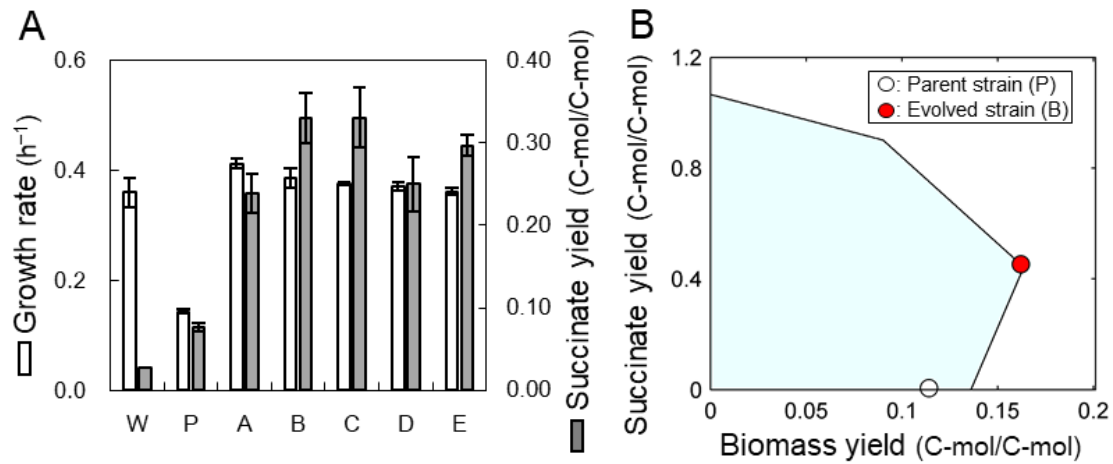 A
Growth rate (h⁻¹)
0.6
0.4
0.2
0.0
0.40
0.30
0.20
0.10
0.00
Succinate yield (C-mol/C-mol)
W P A B C D E
B
Succinate yield (C-mol/C-mol)
1.2
0.8
0.4
0
○: Parent strain (P)
●: Evolved strain (B)
0 0.05 0.1 0.15 0.2
Biomass yield (C-mol/C-mol)